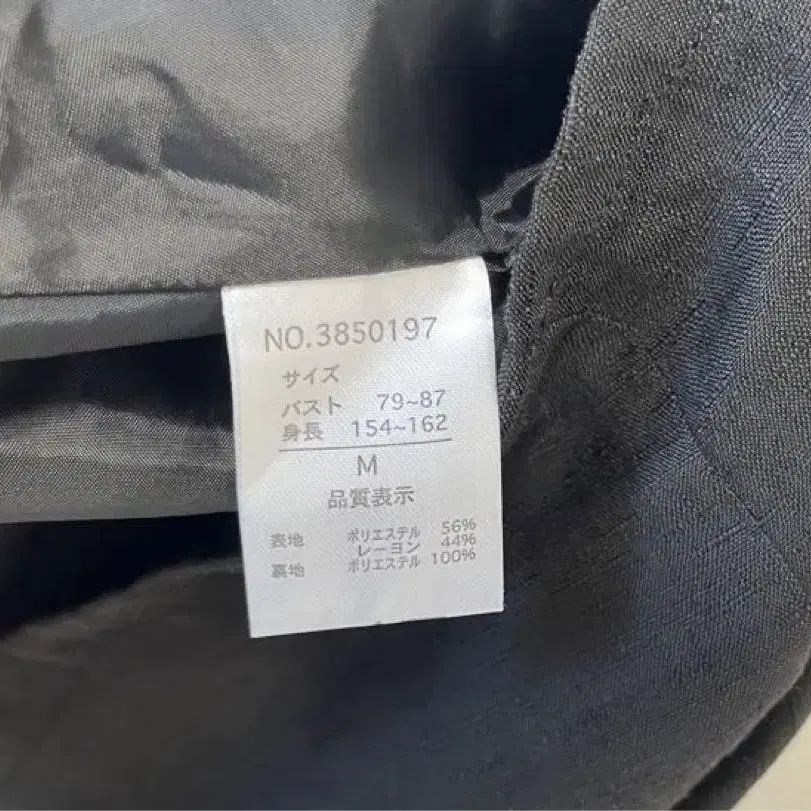 NO.3850197
サイズ
バスト 79~87
身長 154~162
M
品質表示
表地 ポリエステル 56%
レーヨン 44%
裏地 ポリエステル 100%